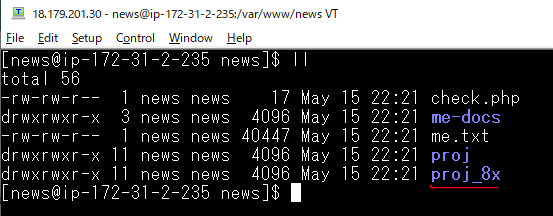 18.179.201.30 - news@ip-172-31-2-235:/var/www/news VT
File Edit Setup Control Window Help
[news@ip-172-31-2-235 news]$ ll
total 56
-rw-rw-r-- 1 news news 17 May 15 22:21 check.php
drwxrwxr-x 3 news news 4096 May 15 22:21 me-docs
-rw-rw-r-- 1 news news 40447 May 15 22:21 me.txt
drwxrwxr-x 11 news news 4096 May 15 22:21 proj
drwxrwxr-x 11 news news 4096 May 15 22:21 proj_8x
[news@ip-172-31-2-235 news]$